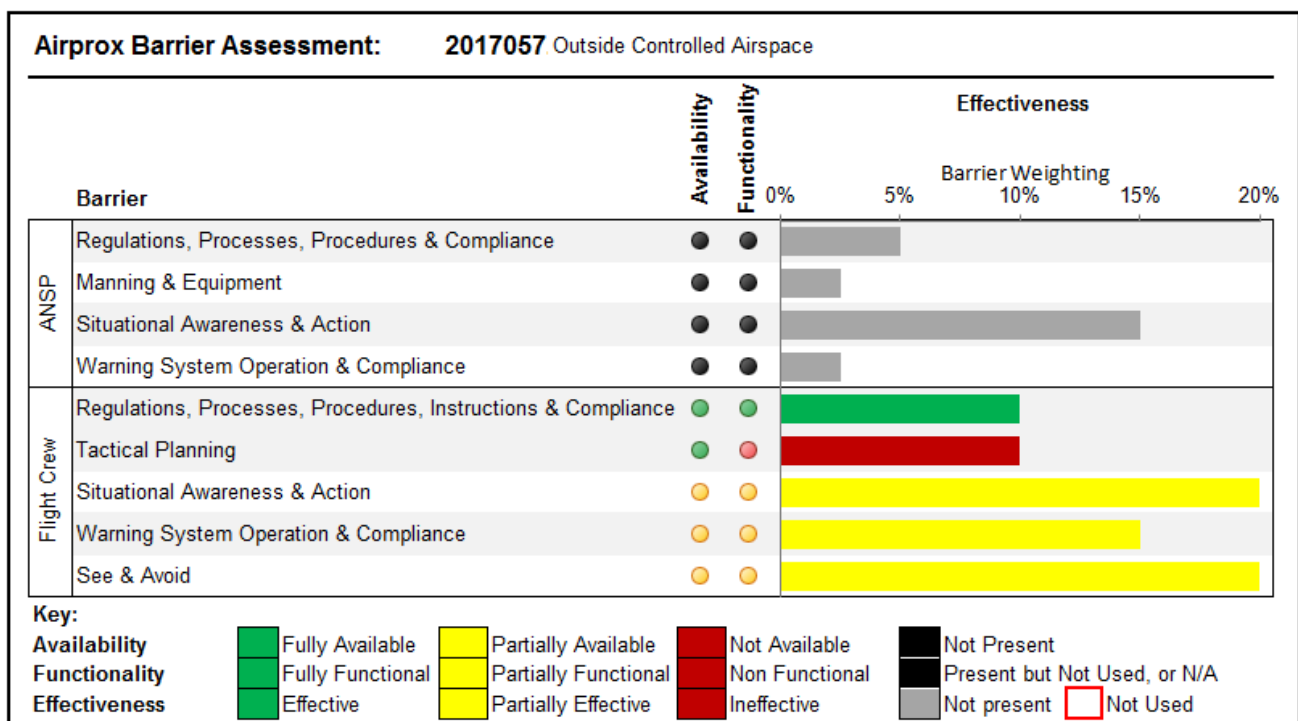 Airprox Barrier Assessment: 2017057 Outside Controlled Airspace
Availability
Functionality
Effectiveness
Barrier Weighting
Barrier
0% 5% 10% 15% 20%
ANSP
Regulations, Processes, Procedures & Compliance
Manning & Equipment
Situational Awareness & Action
Warning System Operation & Compliance
Flight Crew
Regulations, Processes, Procedures, Instructions & Compliance
Tactical Planning
Situational Awareness & Action
Warning System Operation & Compliance
See & Avoid
Key:
Availability Fully Available Partially Available Not Available Not Present
Functionality Fully Functional Partially Functional Non Functional Present but Not Used, or N/A
Effectiveness Effective Partially Effective Ineffective Not present Not Used